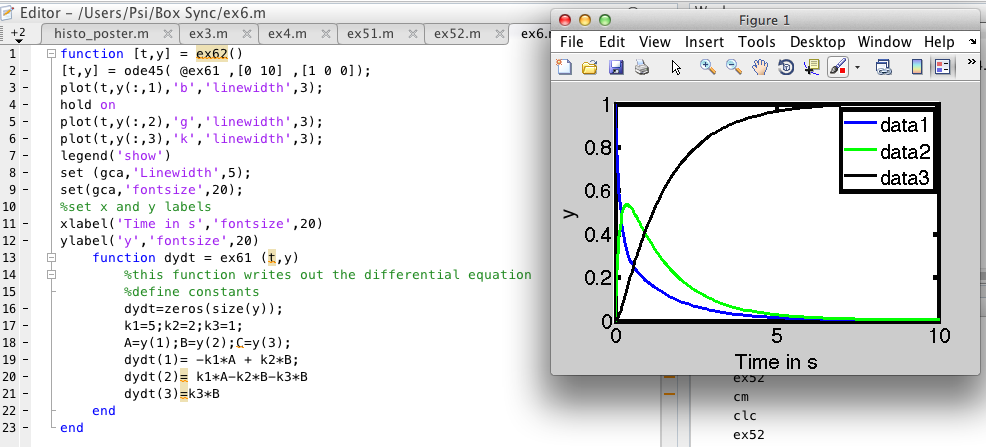 Editor – /Users/Psi/Box Sync/ex6.m
+2 histo_poster.m × ex3.m × ex4.m × ex51.m × ex52.m × ex6.
1 function [t,y] = ex62()
2 – [t,y] = ode45( @ex61 ,[0 10] ,[1 0 0]);
3 – plot(t,y(:,1),'b','linewidth',3);
4 – hold on
5 – plot(t,y(:,2),'g','linewidth',3);
6 – plot(t,y(:,3),'k','linewidth',3);
7 – legend('show')
8 – set (gca,'Linewidth',5);
9 – set(gca,'fontsize',20);
10 %set x and y labels
11 – xlabel('Time in s','fontsize',20)
12 – ylabel('y','fontsize',20)
13 function dydt = ex61 (t,y)
14 %this function writes out the differential equation
15 %define constants
16 – dydt=zeros(size(y));
17 – k1=5;k2=2;k3=1;
18 – A=y(1);B=y(2);C=y(3);
19 – dydt(1)= -k1*A + k2*B;
20 – dydt(2)= k1*A-k2*B-k3*B
21 – dydt(3)=k3*B
22 – end
23 – end
Figure 1
File Edit View Insert Tools Desktop Window Help
1
0.8
0.6
0.4
0.2
0
y
data1
data2
data3
0 5 10
Time in s
ex52
cm
clc
ex52